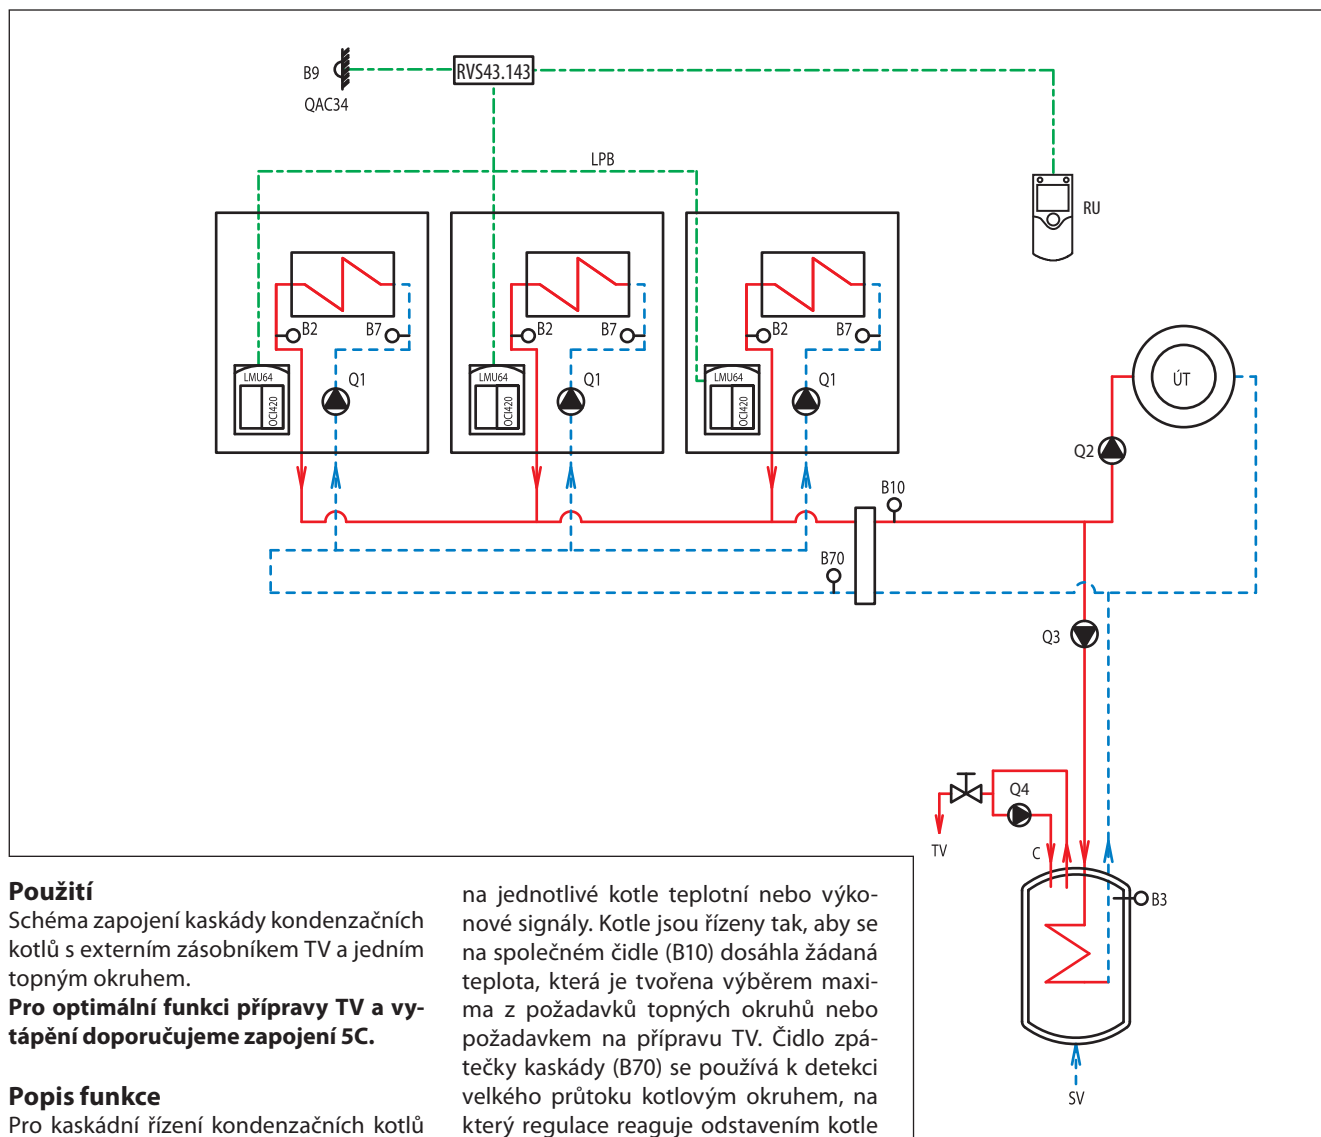 B9
QAC34
RVS43.143
LPB
RU
B2
B7
B2
B7
B2
B7
LMU64
OCI420
Q1
LMU64
OCI420
Q1
LMU64
OCI420
Q1
ÚT
Q2
B10
B70
Q3
Q4
TV
C
B3
SV
Použití
Schéma zapojení kaskády kondenzačních
kotlů s externím zásobníkem TV a jedním
topným okruhem.
Pro optimální funkci přípravy TV a vy-
tápění doporučujeme zapojení 5C.
Popis funkce
Pro kaskádní řízení kondenzačních kotlů
na jednotlivé kotle teplotní nebo výko-
nové signály. Kotle jsou řízeny tak, aby se
na společném čidle (B10) dosáhla žádaná
teplota, která je tvořena výběrem maxi-
ma z požadavků topných okruhů nebo
požadavkem na přípravu TV. Čidlo zpá-
tečky kaskády (B70) se používá k detekci
velkého průtoku kotlovým okruhem, na
který regulace reaguje odstavením kotle